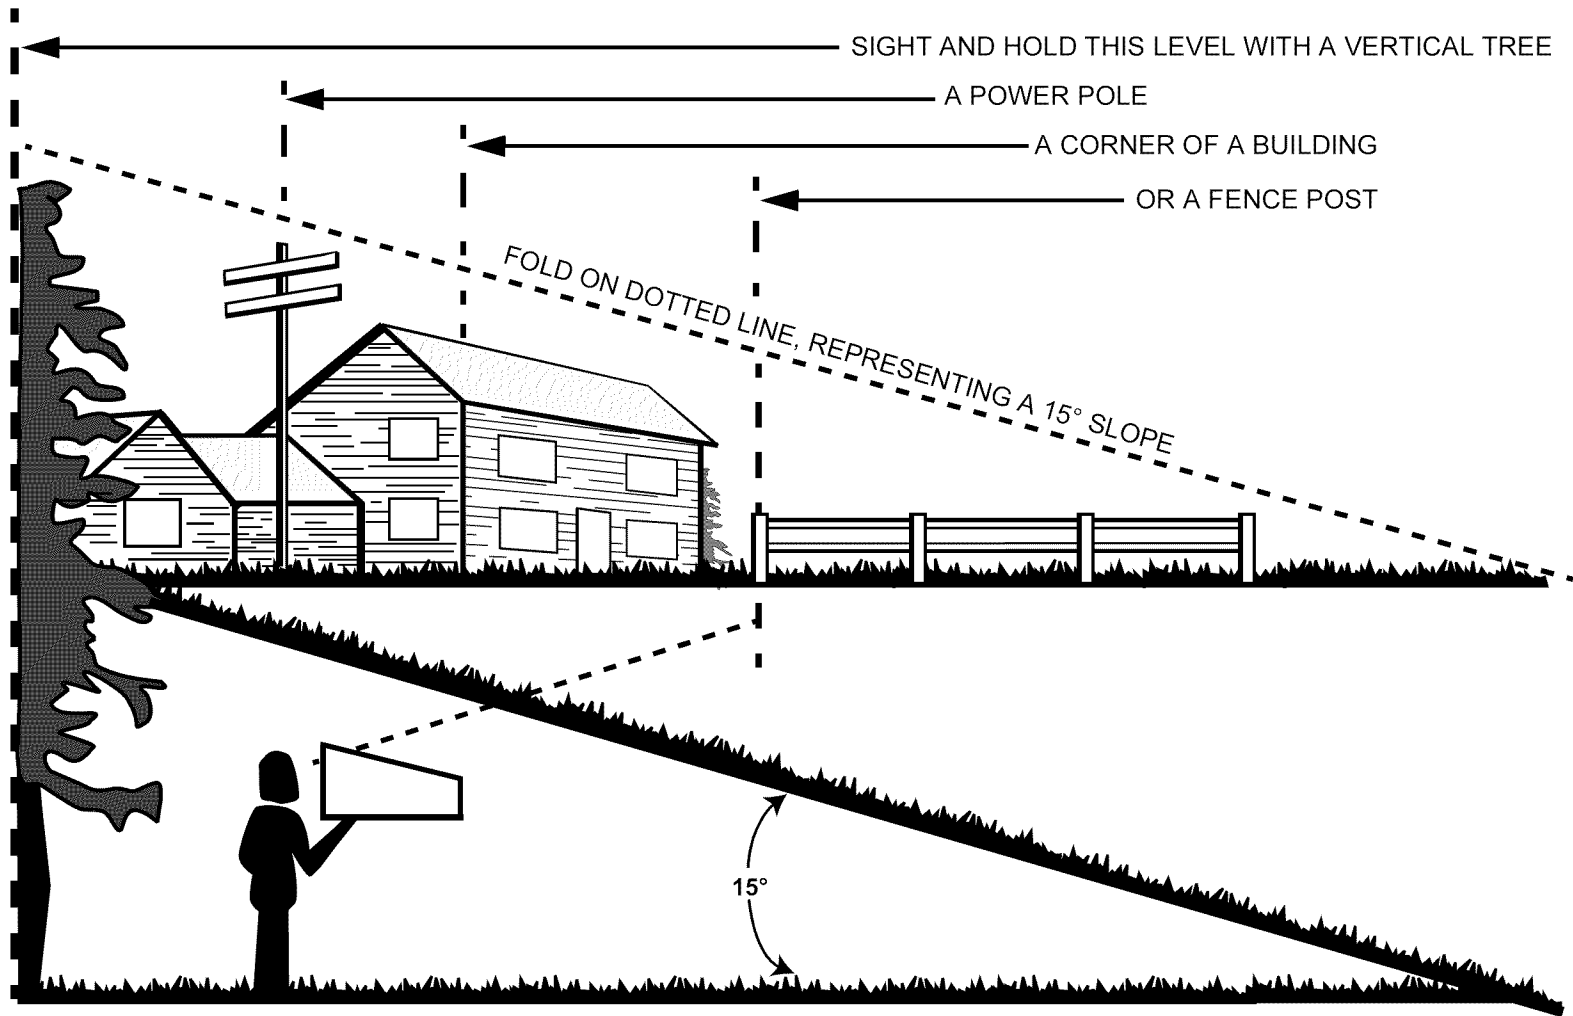 SIGHT AND HOLD THIS LEVEL WITH A VERTICAL TREE
A POWER POLE
A CORNER OF A BUILDING
OR A FENCE POST
FOLD ON DOTTED LINE, REPRESENTING A 15° SLOPE
15°